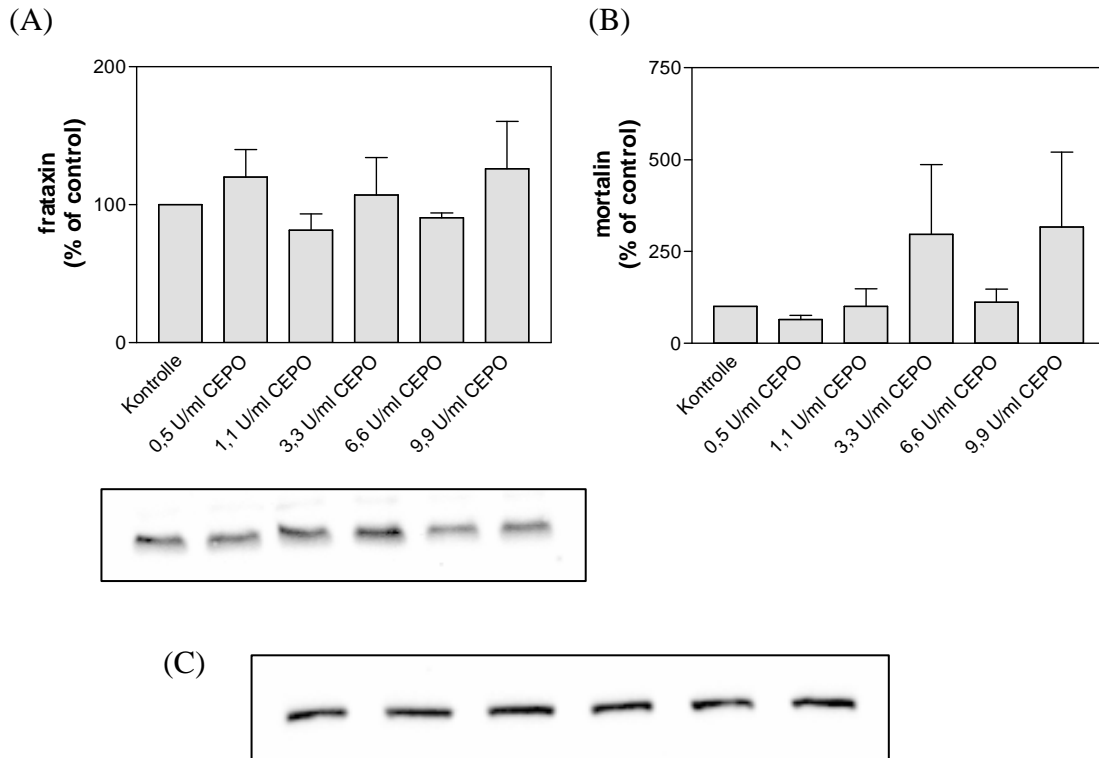 (A)
200
100
0
frataxin
(% of control)
Kontrolle
0,5 U/ml CEPO
1,1 U/ml CEPO
3,3 U/ml CEPO
6,6 U/ml CEPO
9,9 U/ml CEPO
(B)
750
500
250
0
mortalin
(% of control)
Kontrolle
0,5 U/ml CEPO
1,1 U/ml CEPO
3,3 U/ml CEPO
6,6 U/ml CEPO
9,9 U/ml CEPO
(C)